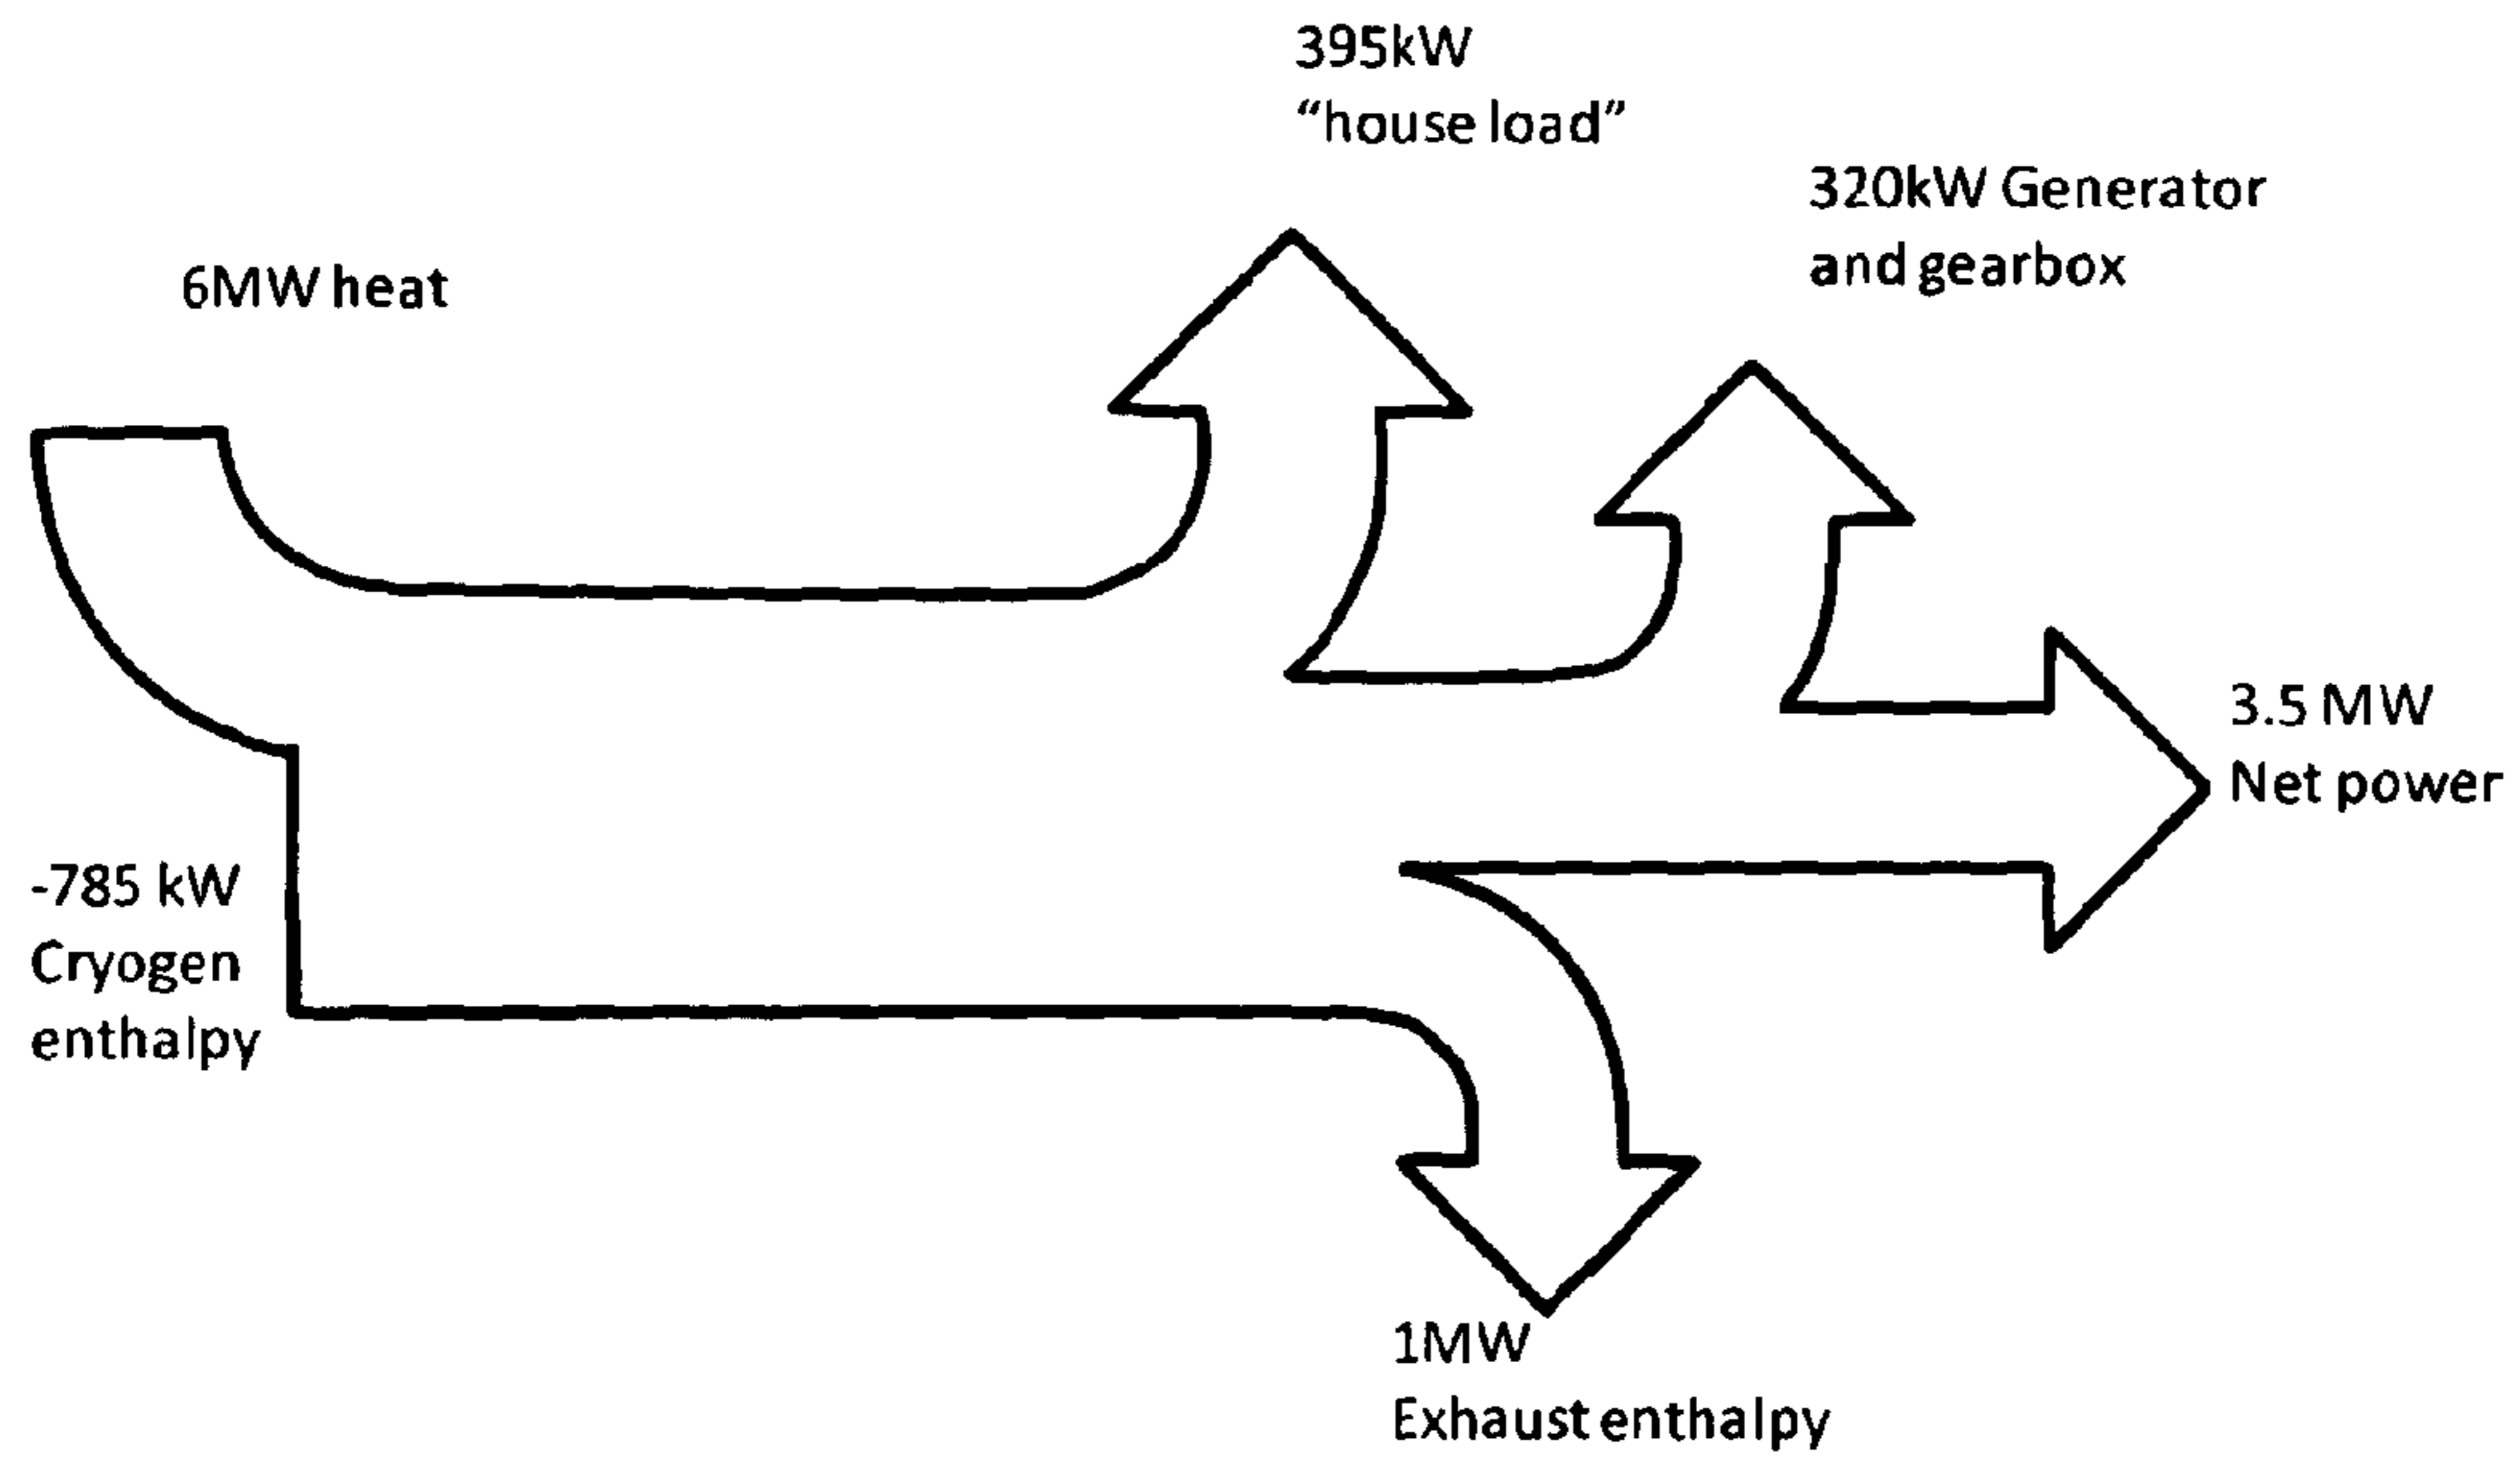 395kW
“house load”
320kW Generator
and gearbox
6MW heat
3.5 MW
Net power
-785 kW
Cryogen
enthalpy
1MW
Exhaust enthalpy